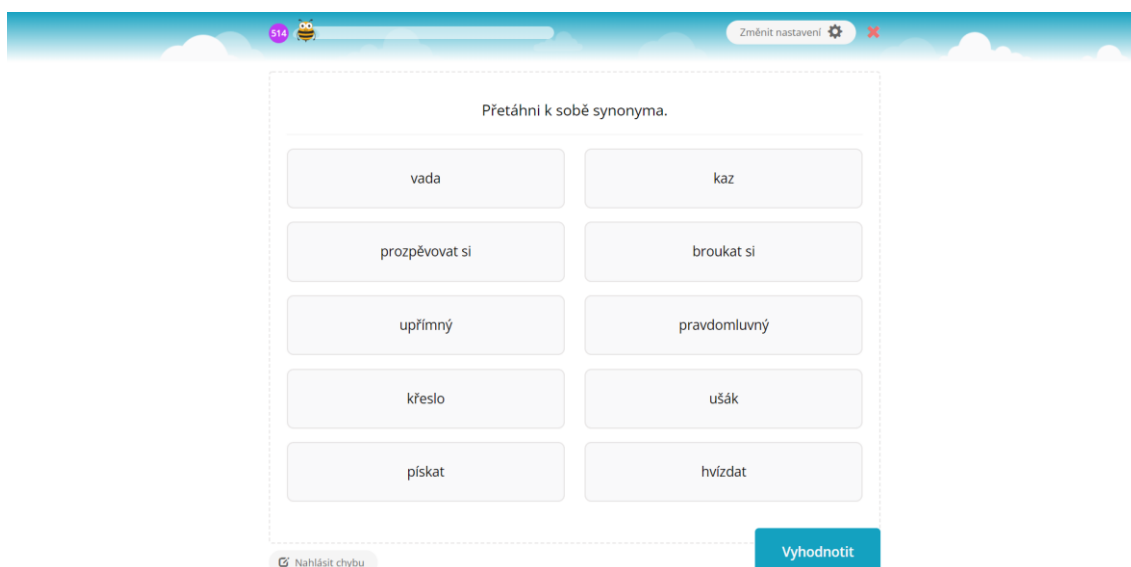 514
Změnit nastavení
Přetáhni k sobě synonyma.
vada
kaz
prozpěvovat si
broukat si
upřímný
pravdomluvný
křeslo
ušák
pískat
hvízdat
Vyhodnotit
Nahlásit chybu